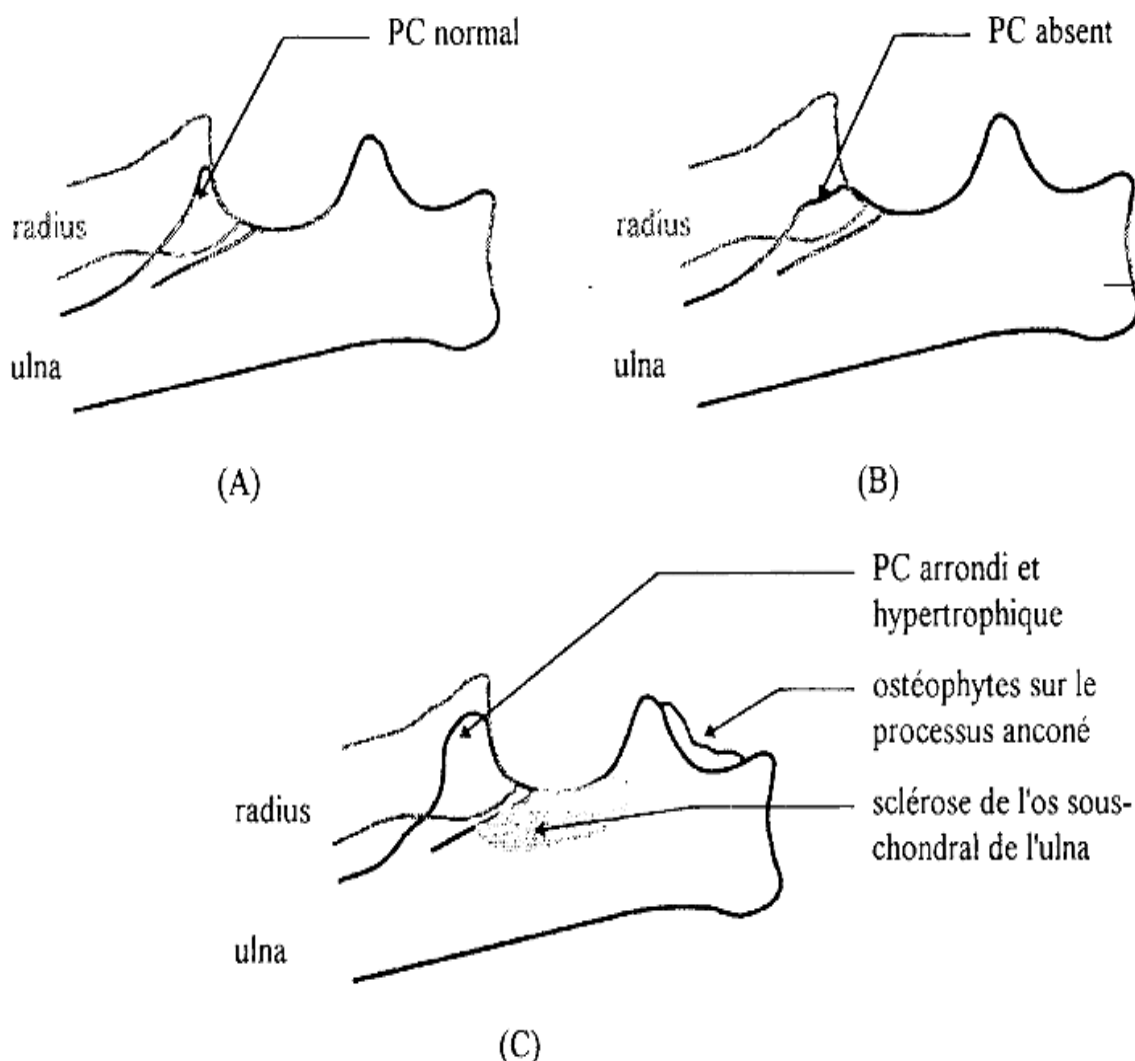 PC normal
radius
ulna
(A)
PC absent
radius
ulna
(B)
PC arrondi et
hypertrophique
ostéophytes sur le
processus anconé
sclérose de l'os sous-
chondral de l'ulna
radius
ulna
(C)